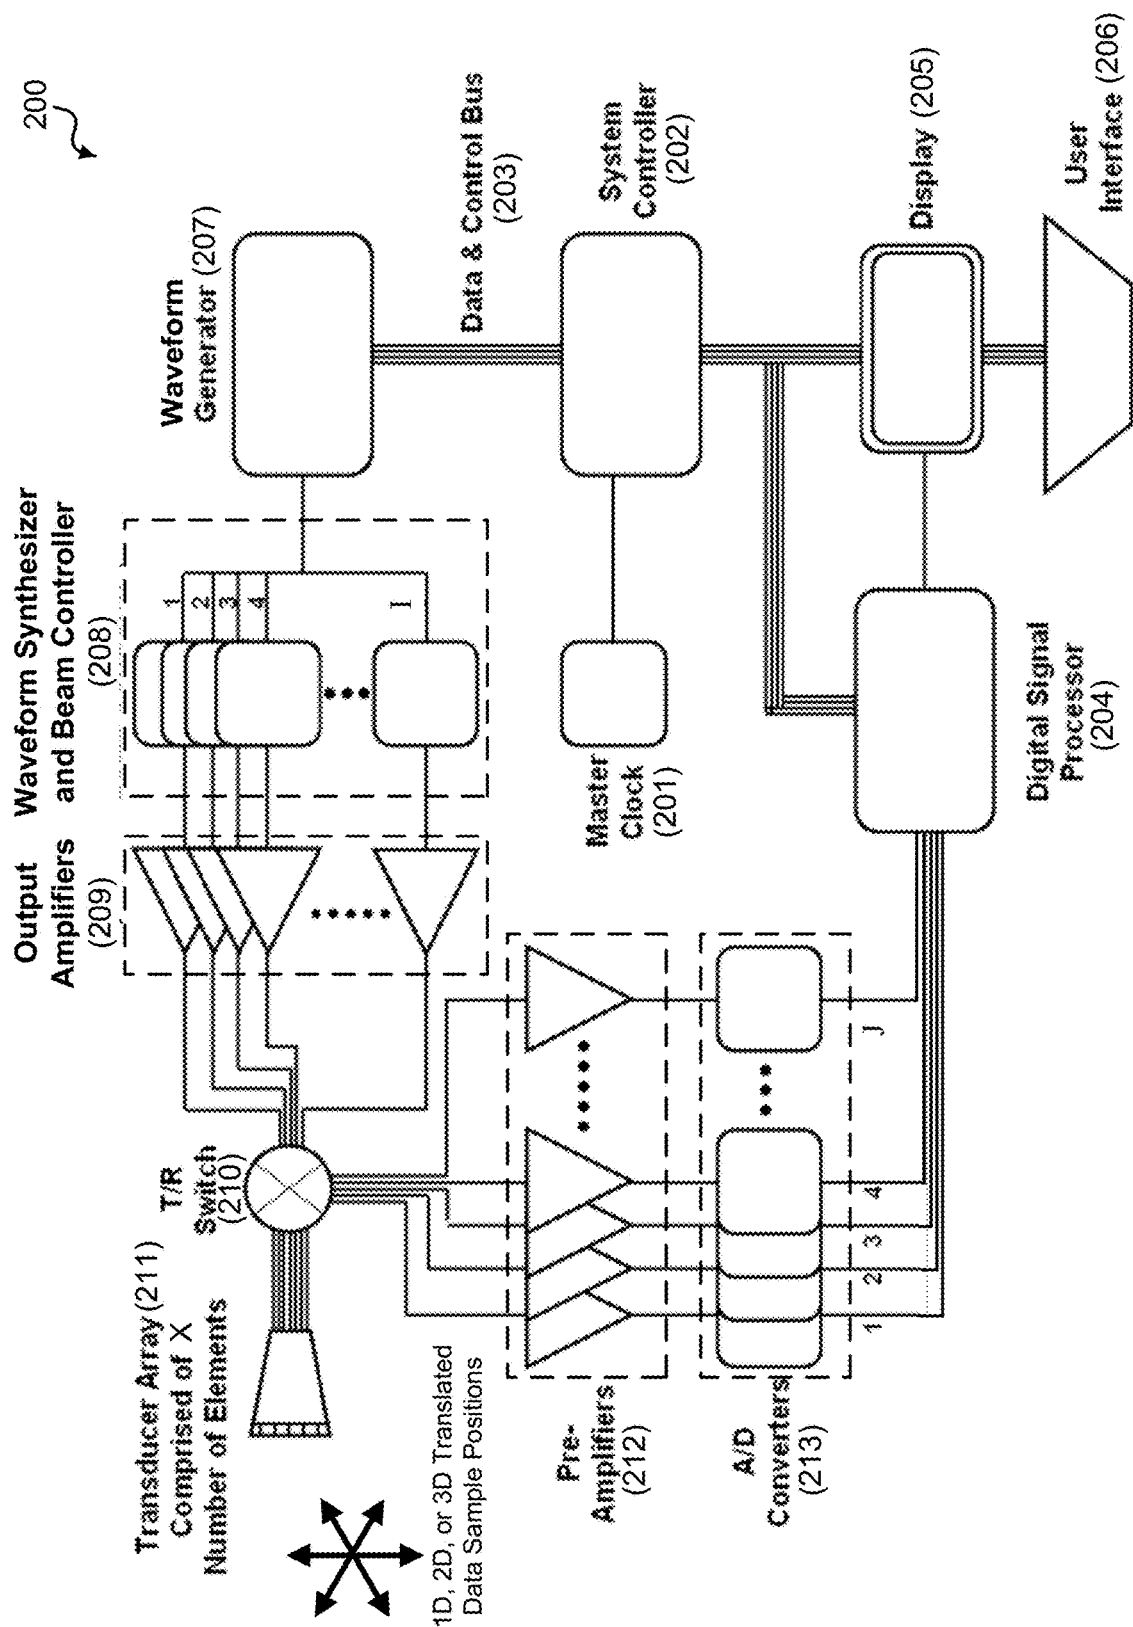 200
Waveform
Generator (207)
Data & Control Bus
(203)
System
Controller
(202)
Display (205)
User
Interface (206)
Waveform Synthesizer
and Beam Controller
(208)
1
2
3
4
I
Output
Amplifiers
(209)
Master
Clock
(201)
Digital Signal
Processor
(204)
T/R
Switch
(210)
Transducer Array (211)
Comprised of X
Number of Elements
1D, 2D, or 3D Translated
Data Sample Positions
Pre-
Amplifiers
(212)
A/D
Converters
(213)
1
2
3
4
J